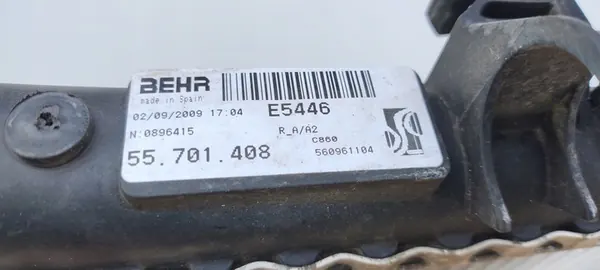 BEHR
made in Spain
02/09/2009 17:04 E5446
N:0896415 R_A/A2
C860
55.701.408 560961104